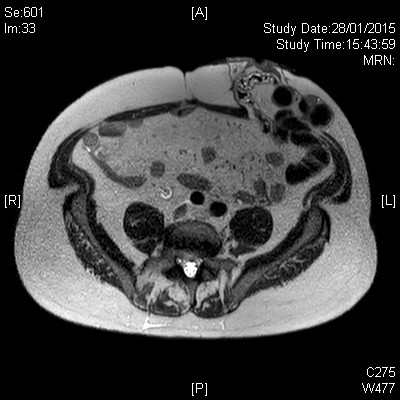 Se:601
Im:33
[A]
Study Date:28/01/2015
Study Time:15:43:59
MRN:
[R]
[L]
[P]
C275
W477